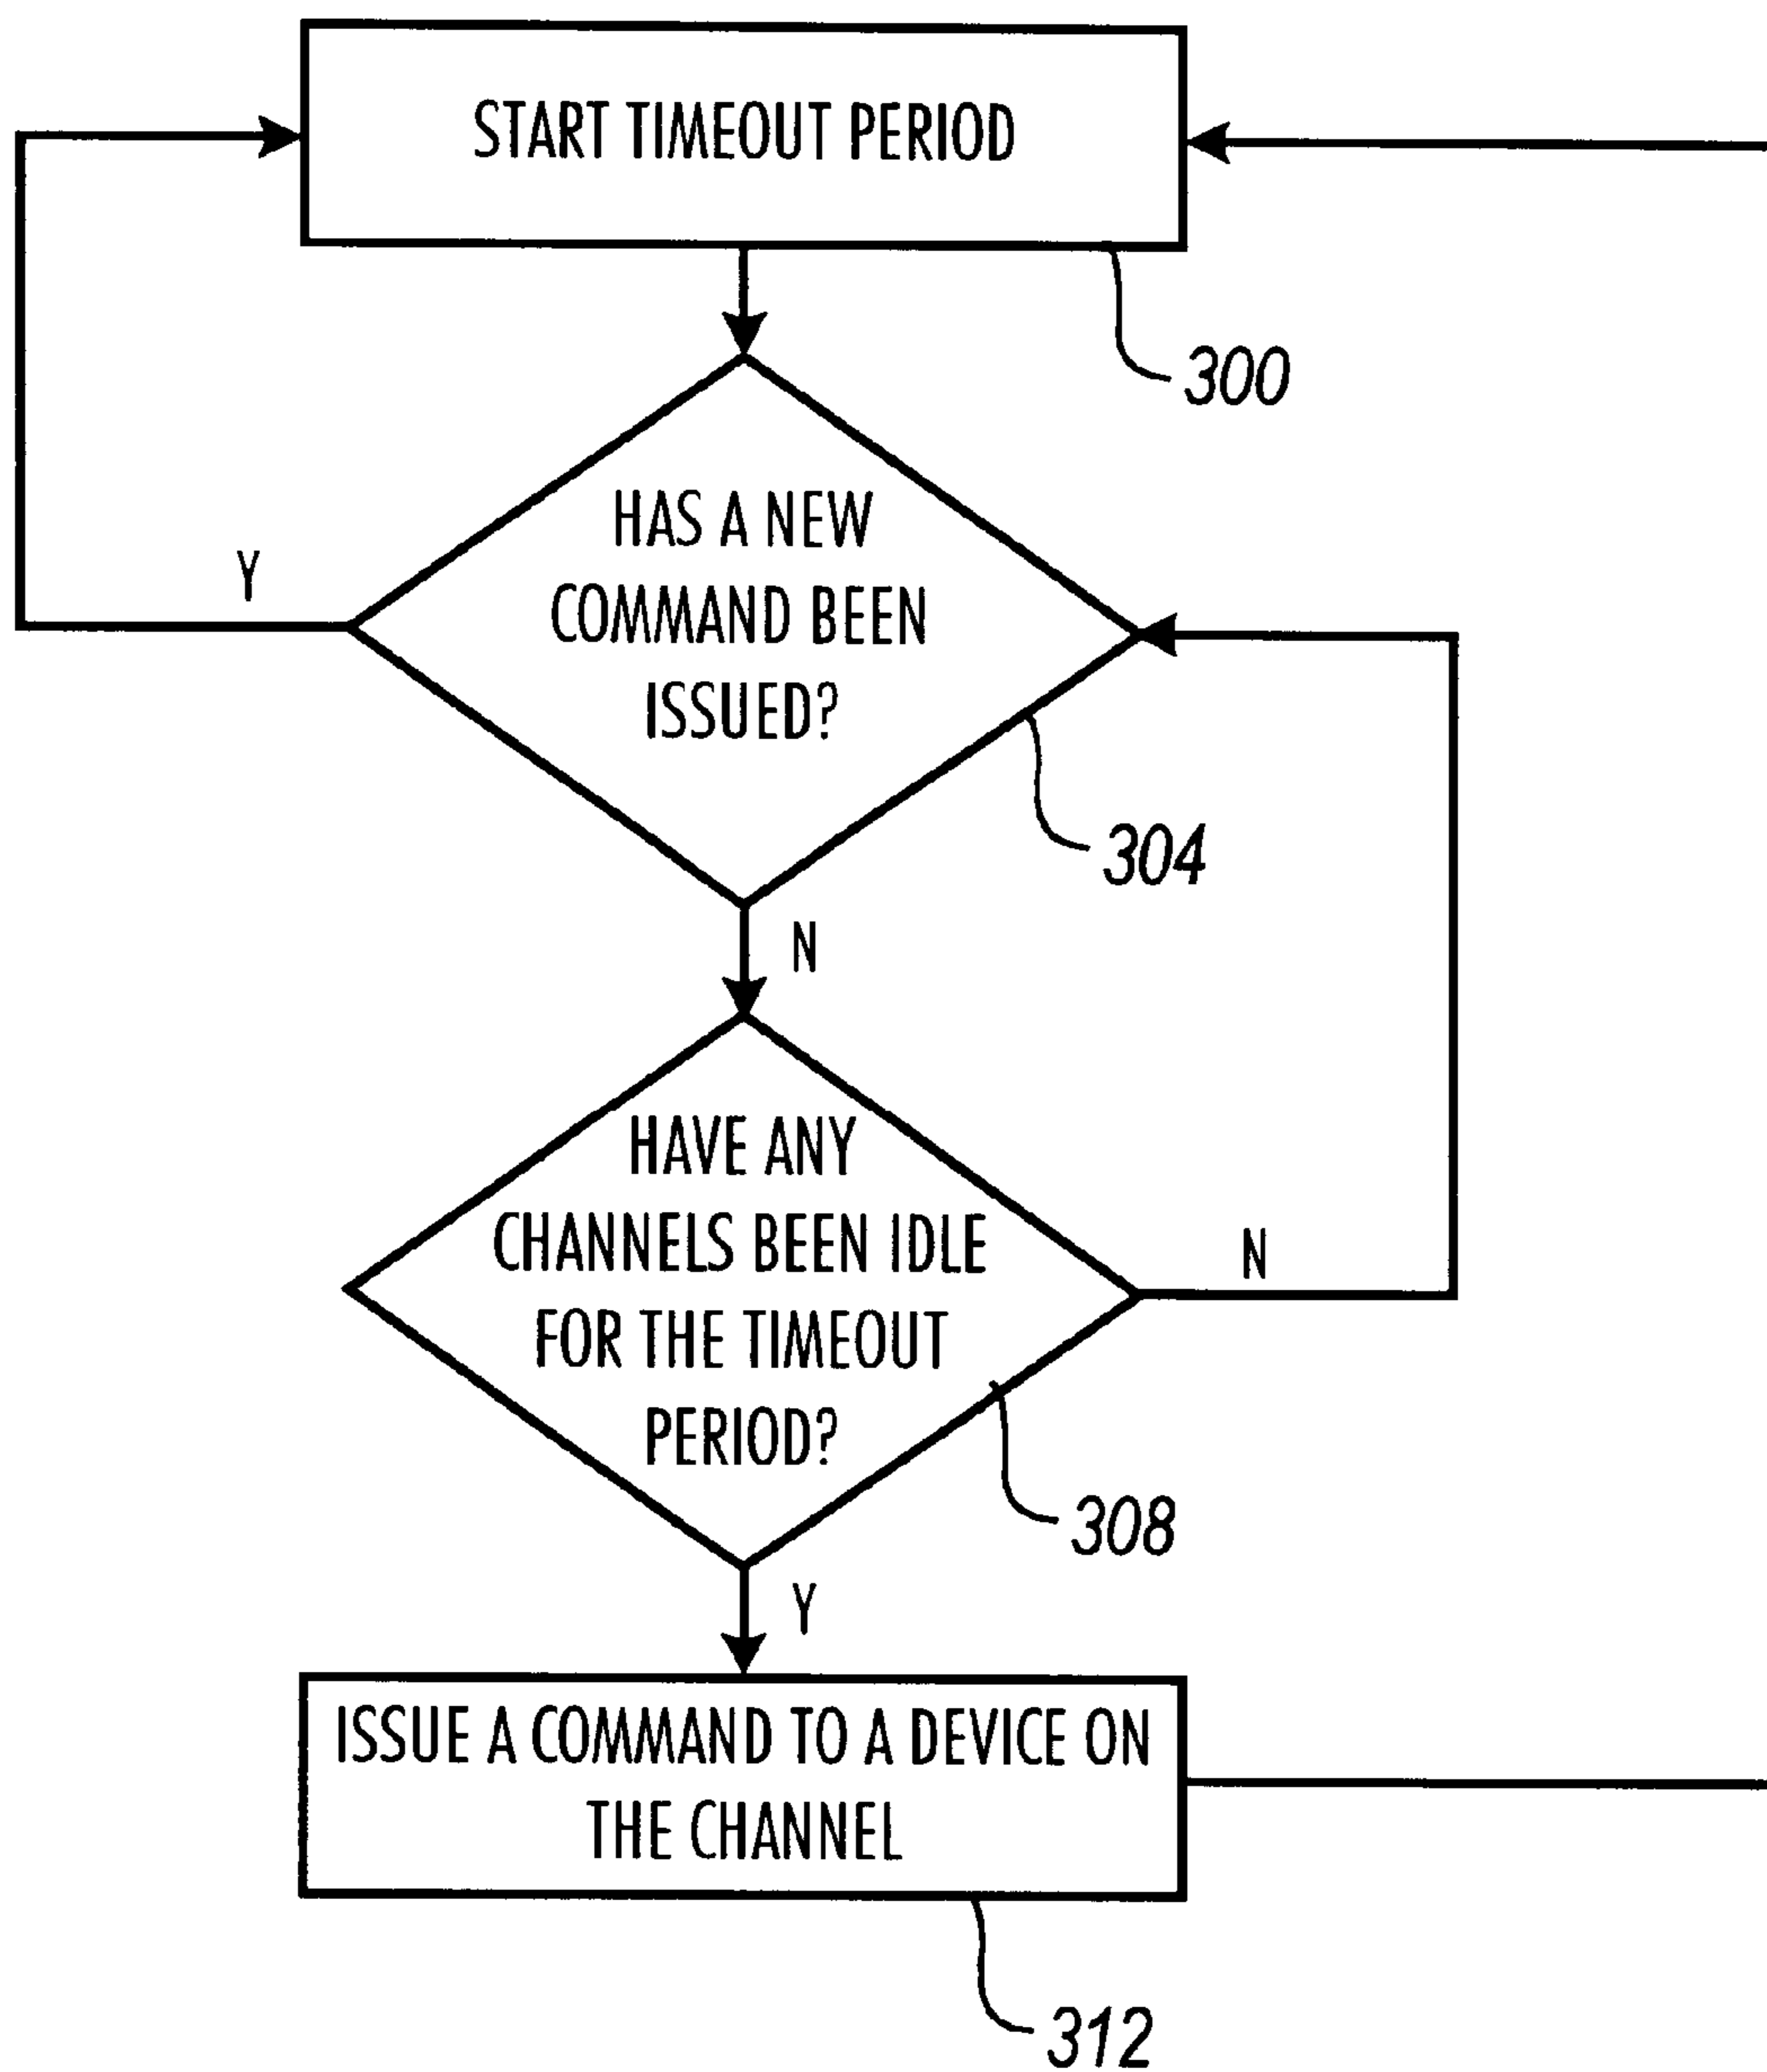 START TIMEOUT PERIOD
300
HAS A NEW
COMMAND BEEN
ISSUED?
Y
304
N
HAVE ANY
CHANNELS BEEN IDLE
FOR THE TIMEOUT
PERIOD?
N
308
Y
ISSUE A COMMAND TO A DEVICE ON
THE CHANNEL
312